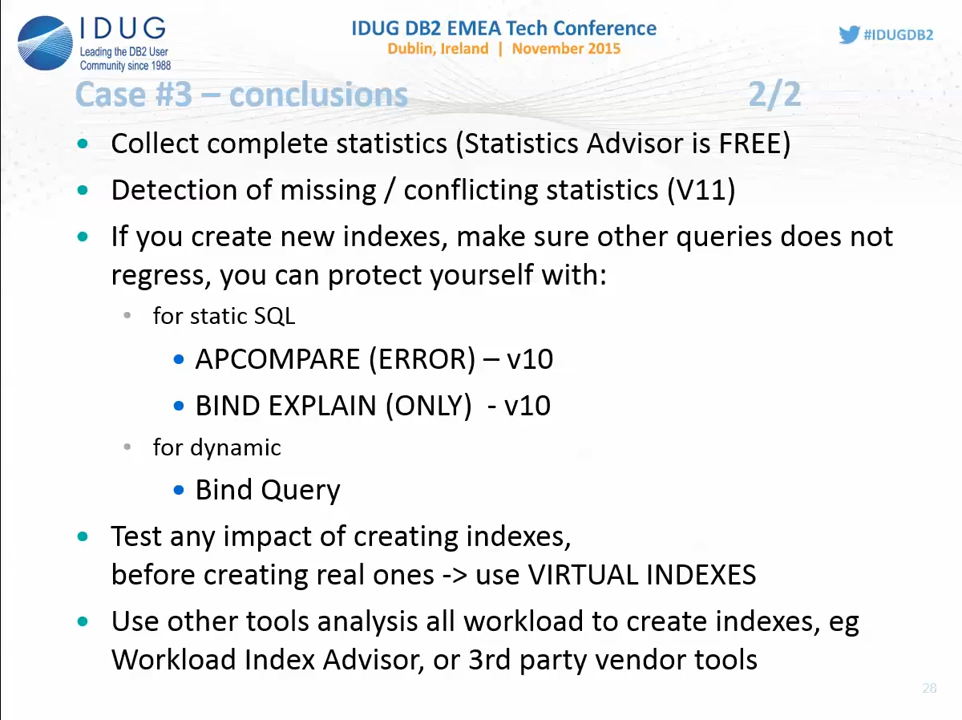 IDUG
Leading the DB2 User
Community since 1988
IDUG DB2 EMEA Tech Conference
Dublin, Ireland | November 2015
#IDUGDB2
Case #3 – conclusions 2/2
• Collect complete statistics (Statistics Advisor is FREE)
• Detection of missing / conflicting statistics (V11)
• If you create new indexes, make sure other queries does not
regress, you can protect yourself with:
• for static SQL
• APCOMPARE (ERROR) – v10
• BIND EXPLAIN (ONLY) - v10
• for dynamic
• Bind Query
• Test any impact of creating indexes,
before creating real ones -> use VIRTUAL INDEXES
• Use other tools analysis all workload to create indexes, eg
Workload Index Advisor, or 3rd party vendor tools
28